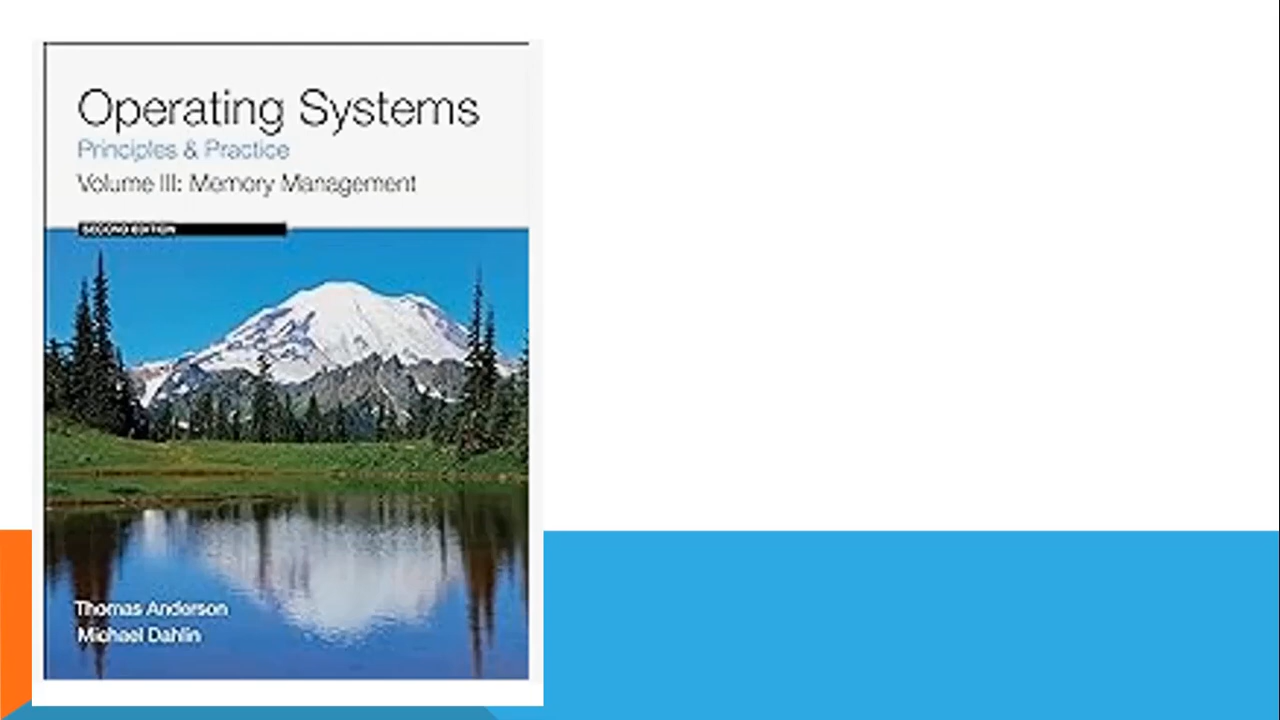 Operating Systems
Principles & Practice
Volume III: Memory Management
SECOND EDITION
Thomas Anderson
Michael Dahlin